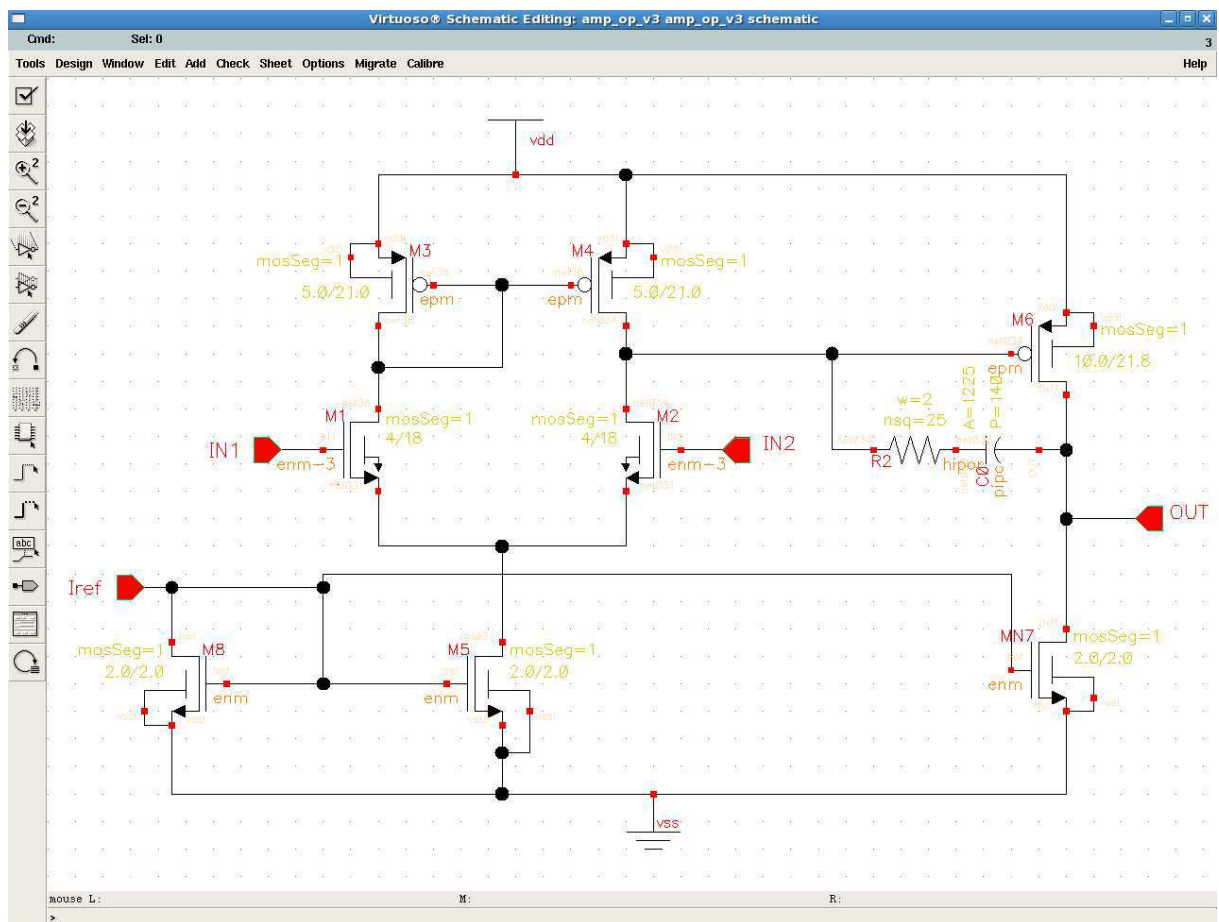 Virtuoso® Schematic Editing: amp_op_v3 amp_op_v3 schematic
Cmd: Sel: 0
3
Tools Design Window Edit Add Check Sheet Options Migrate Calibre Help
vdd
M3
mosSeg=1
5.0/21.0
epm
M4
mosSeg=1
5.0/21.0
epm
M6
mosSeg=1
10.0/21.8
epm
A=1225
P=140
w=2
nsq=25
R2
hipor
C0
pipc
M1
mosSeg=1
4/18
IN1
enm-3
M2
mosSeg=1
4/18
IN2
enm-3
OUT
Iref
M8
mosSeg=1
2.0/2.0
enm
M5
mosSeg=1
2.0/2.0
MN7
mosSeg=1
2.0/2.0
enm
vss
mouse L: M: R:
>